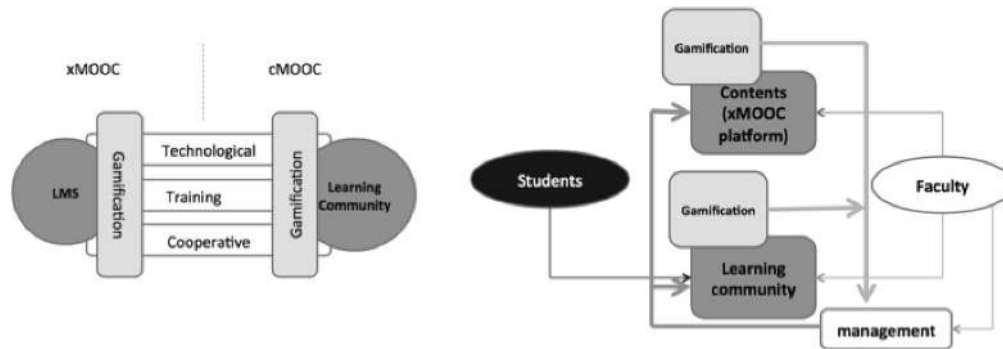 xMOOC
cMOOC
LMS
Gamification
Technological
Training
Cooperative
Gamification
Learning
Community
Gamification
Contents
(xMOOC
platform)
Students
Faculty
Gamification
Learning
community
management